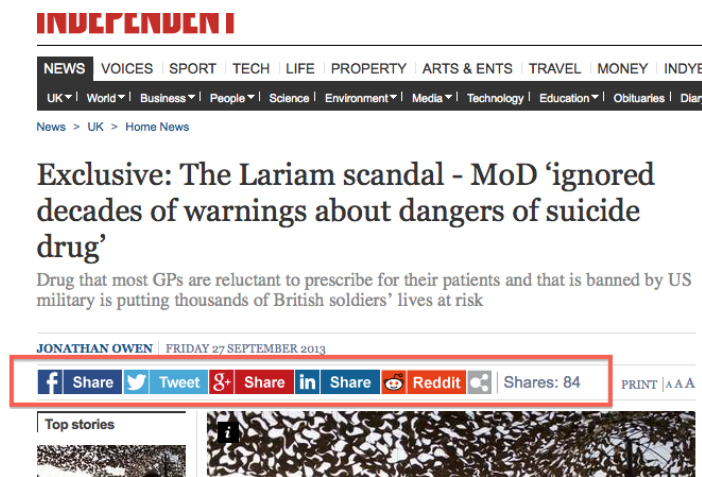 INDEPENDENT
NEWS VOICES SPORT TECH LIFE PROPERTY ARTS & ENTS TRAVEL MONEY INDYE
UK World Business People Science Environment Media Technology Education Obituaries Diar
News > UK > Home News
Exclusive: The Lariam scandal - MoD ‘ignored
decades of warnings about dangers of suicide
drug’
Drug that most GPs are reluctant to prescribe for their patients and that is banned by US
military is putting thousands of British soldiers’ lives at risk
JONATHAN OWEN FRIDAY 27 SEPTEMBER 2013
f Share Tweet g+ Share in Share Reddit Shares: 84 PRINT | A A A
Top stories
i